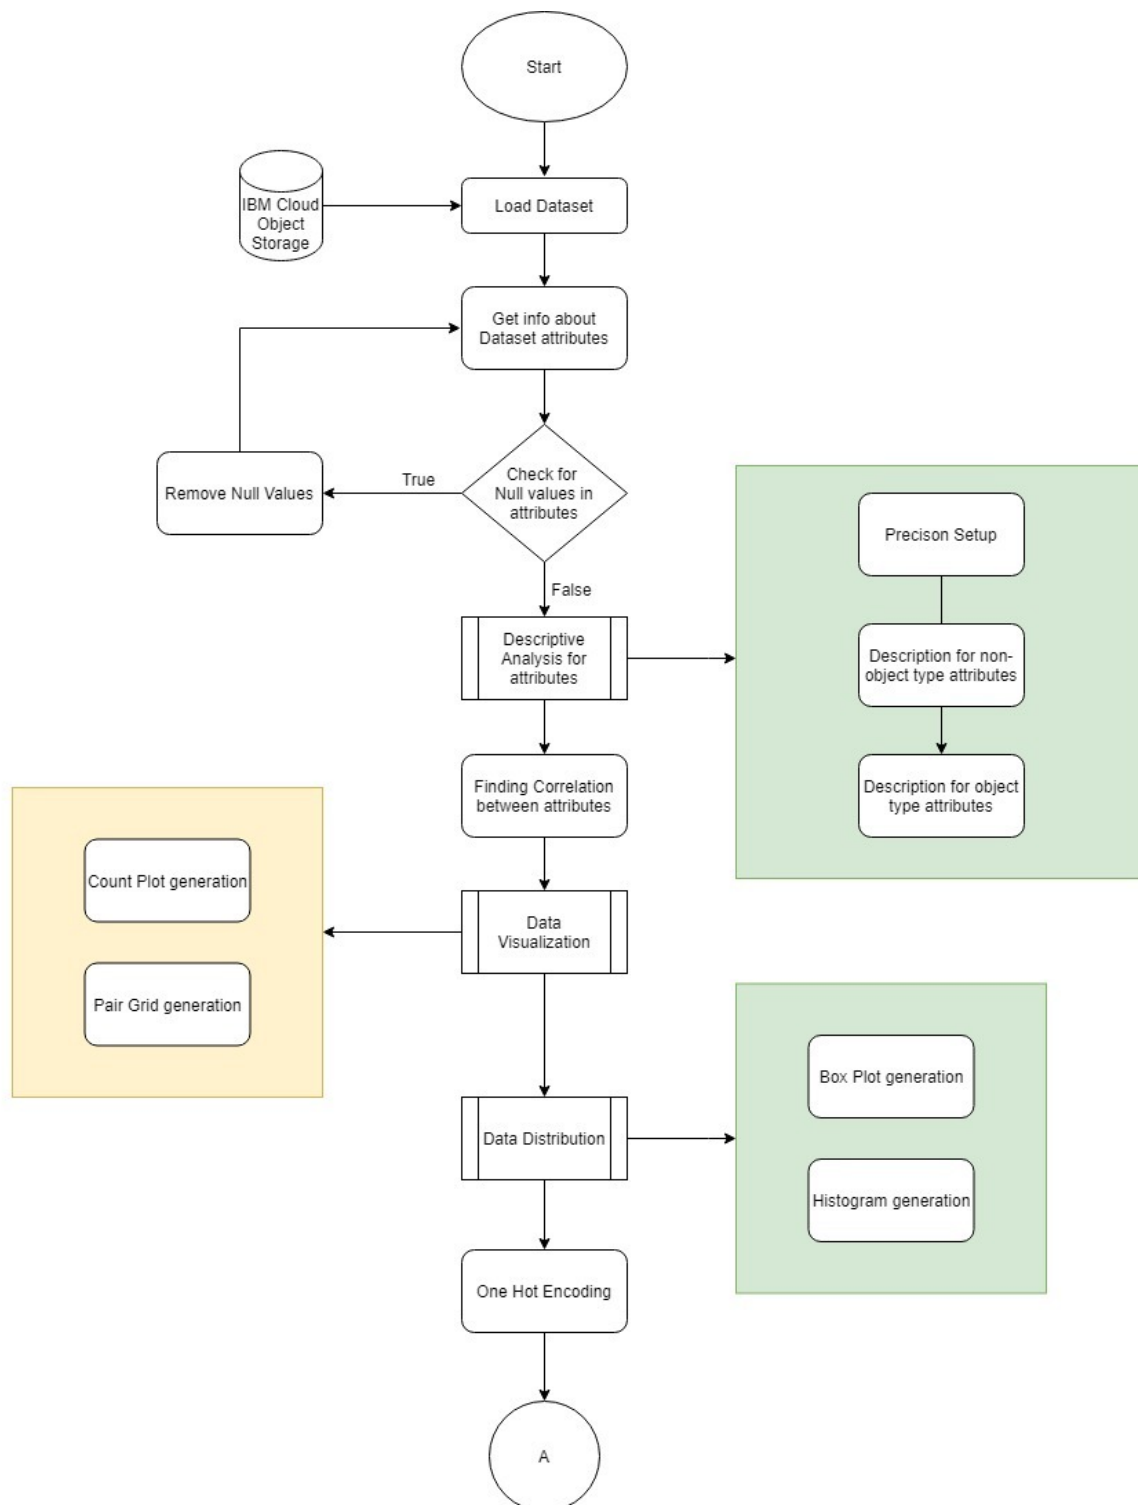 Start
IBM Cloud
Object
Storage
Load Dataset
Get info about
Dataset attributes
Check for
Null values in
attributes
True
Remove Null Values
False
Descriptive
Analysis for
attributes
Precison Setup
Description for non-
object type attributes
Description for object
type attributes
Finding Correlation
between attributes
Data
Visualization
Count Plot generation
Pair Grid generation
Data Distribution
Box Plot generation
Histogram generation
One Hot Encoding
A